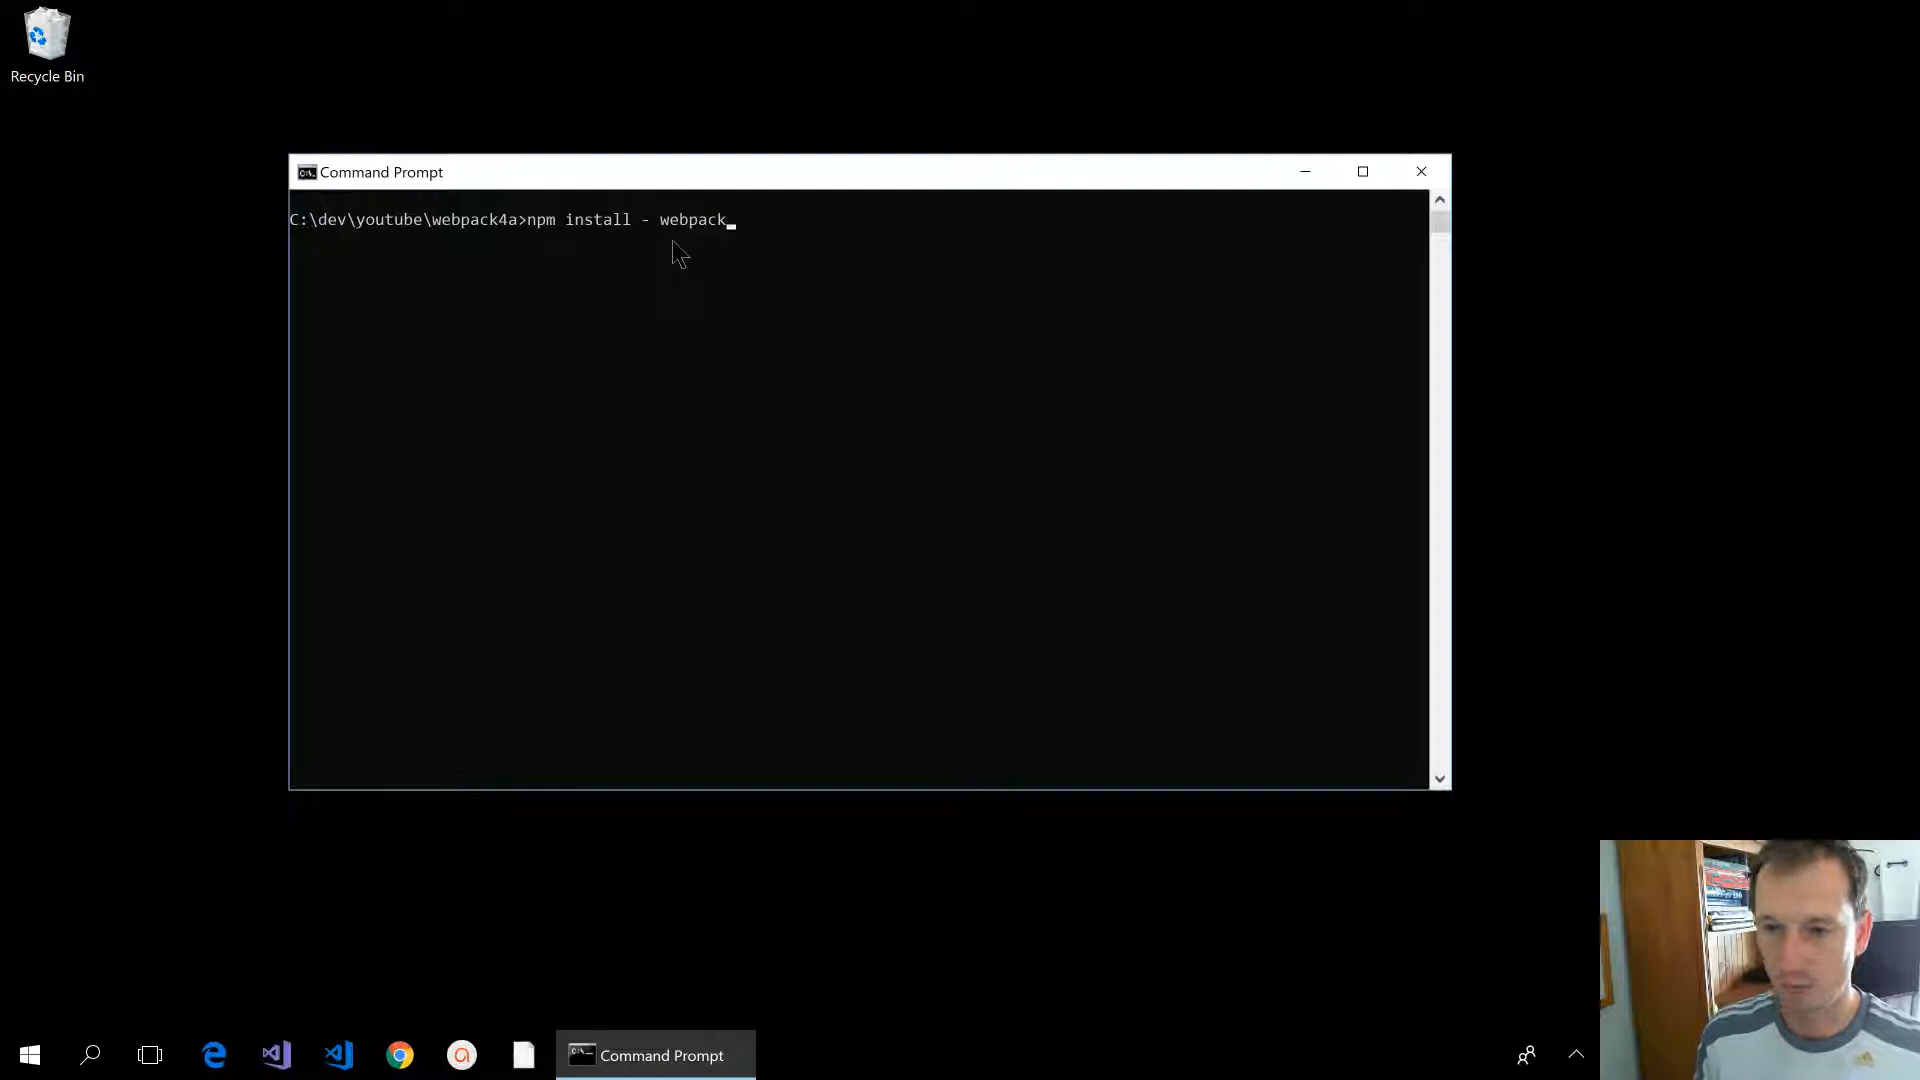 Recycle Bin
Command Prompt
C:\dev\youtube\webpack4a>npm install - webpack
Command Prompt